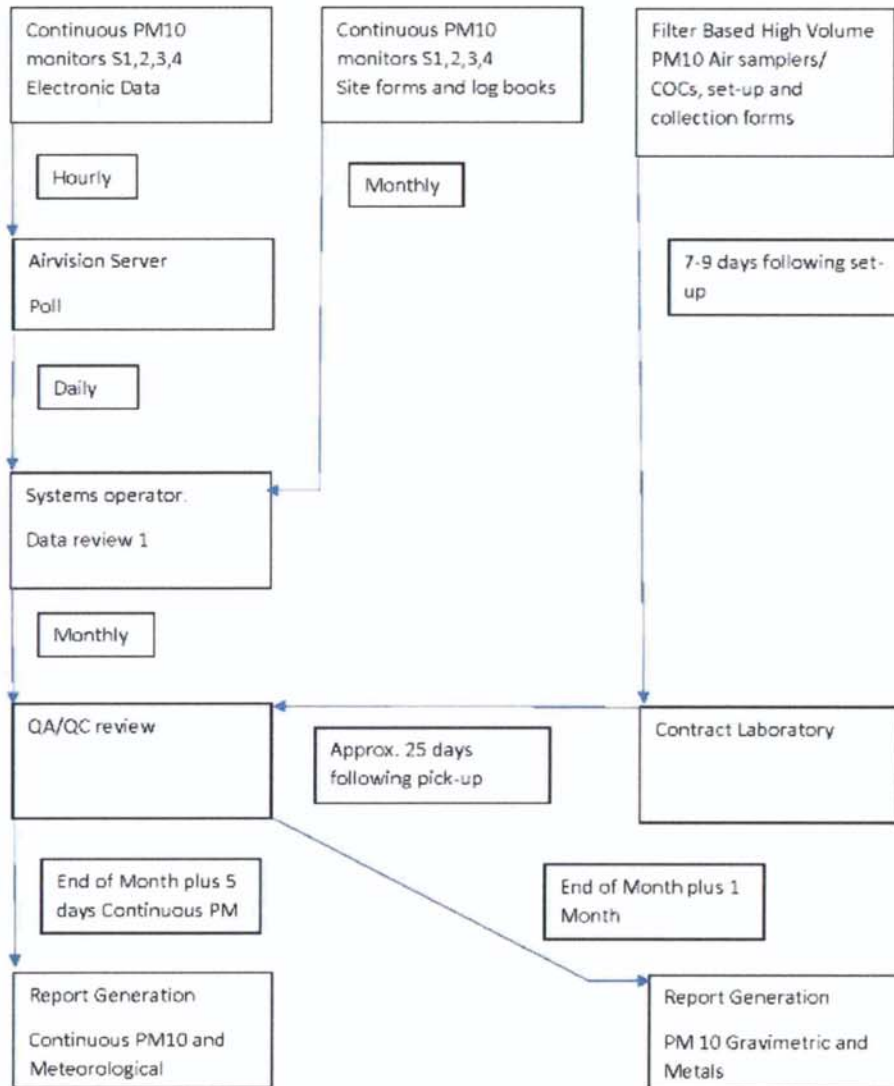 Continuous PM10
monitors S1,2,3,4
Electronic Data
Continuous PM10
monitors S1,2,3,4
Site forms and log books
Filter Based High Volume
PM10 Air samplers/
COCs, set-up and
collection forms
Hourly
Monthly
Airvision Server
Poll
7-9 days following set-
up
Daily
Systems operator.
Data review 1
Monthly
QA/QC review
Approx. 25 days
following pick-up
Contract Laboratory
End of Month plus 5
days Continuous PM
End of Month plus 1
Month
Report Generation
Continuous PM10 and
Meteorological
Report Generation
PM 10 Gravimetric and
Metals